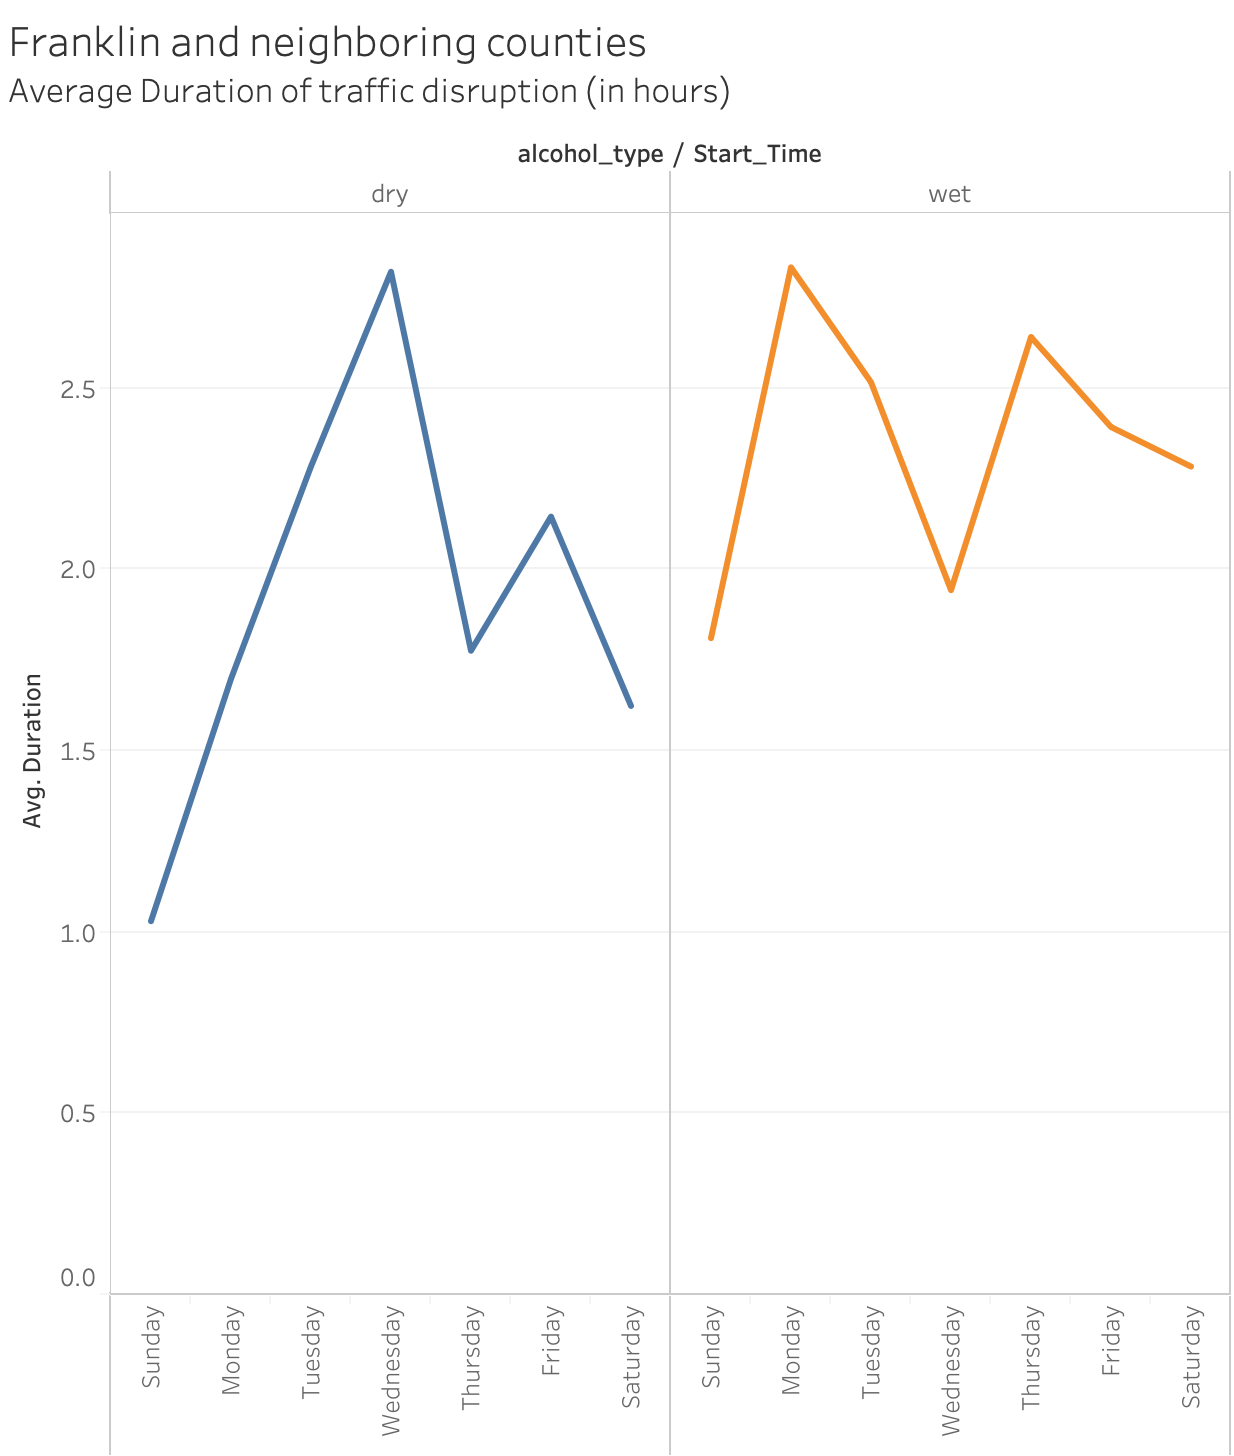 Franklin and neighboring counties
Average Duration of traffic disruption (in hours)
alcohol_type / Start_Time
dry
wet
Avg. Duration
2.5
2.0
1.5
1.0
0.5
0.0
Sunday
Monday
Tuesday
Wednesday
Thursday
Friday
Saturday
Sunday
Monday
Tuesday
Wednesday
Thursday
Friday
Saturday